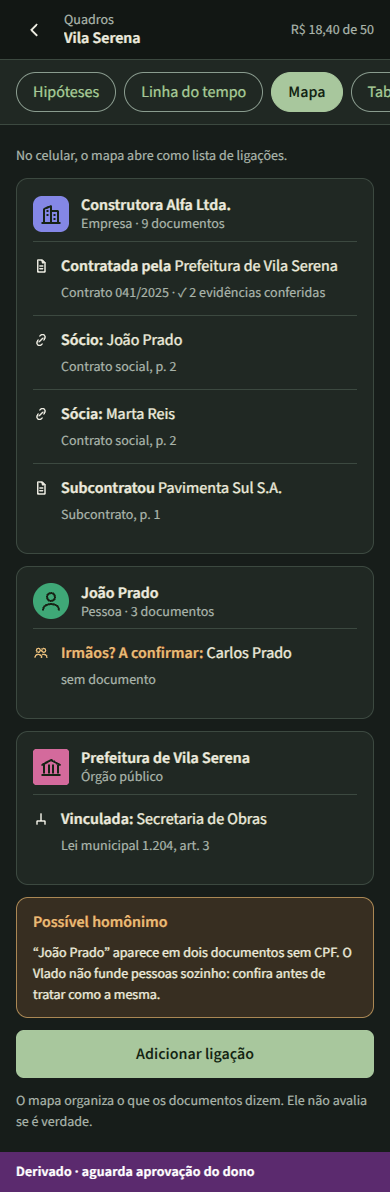 Quadros
Vila Serena
R$ 18,40 de 50
Hipóteses
Linha do tempo
Mapa
Tab
No celular, o mapa abre como lista de ligações.
Construtora Alfa Ltda.
Empresa · 9 documentos
Contratada pela Prefeitura de Vila Serena
Contrato 041/2025 · ✓ 2 evidências conferidas
Sócio: João Prado
Contrato social, p. 2
Sócia: Marta Reis
Contrato social, p. 2
Subcontratou Pavimenta Sul S.A.
Subcontrato, p. 1
João Prado
Pessoa · 3 documentos
Irmãos? A confirmar: Carlos Prado
sem documento
Prefeitura de Vila Serena
Órgão público
Vinculada: Secretaria de Obras
Lei municipal 1.204, art. 3
Possível homônimo
“João Prado” aparece em dois documentos sem CPF. O
Vlado não funde pessoas sozinho: confira antes de
tratar como a mesma.
Adicionar ligação
O mapa organiza o que os documentos dizem. Ele não avalia
se é verdade.
Derivado · aguarda aprovação do dono